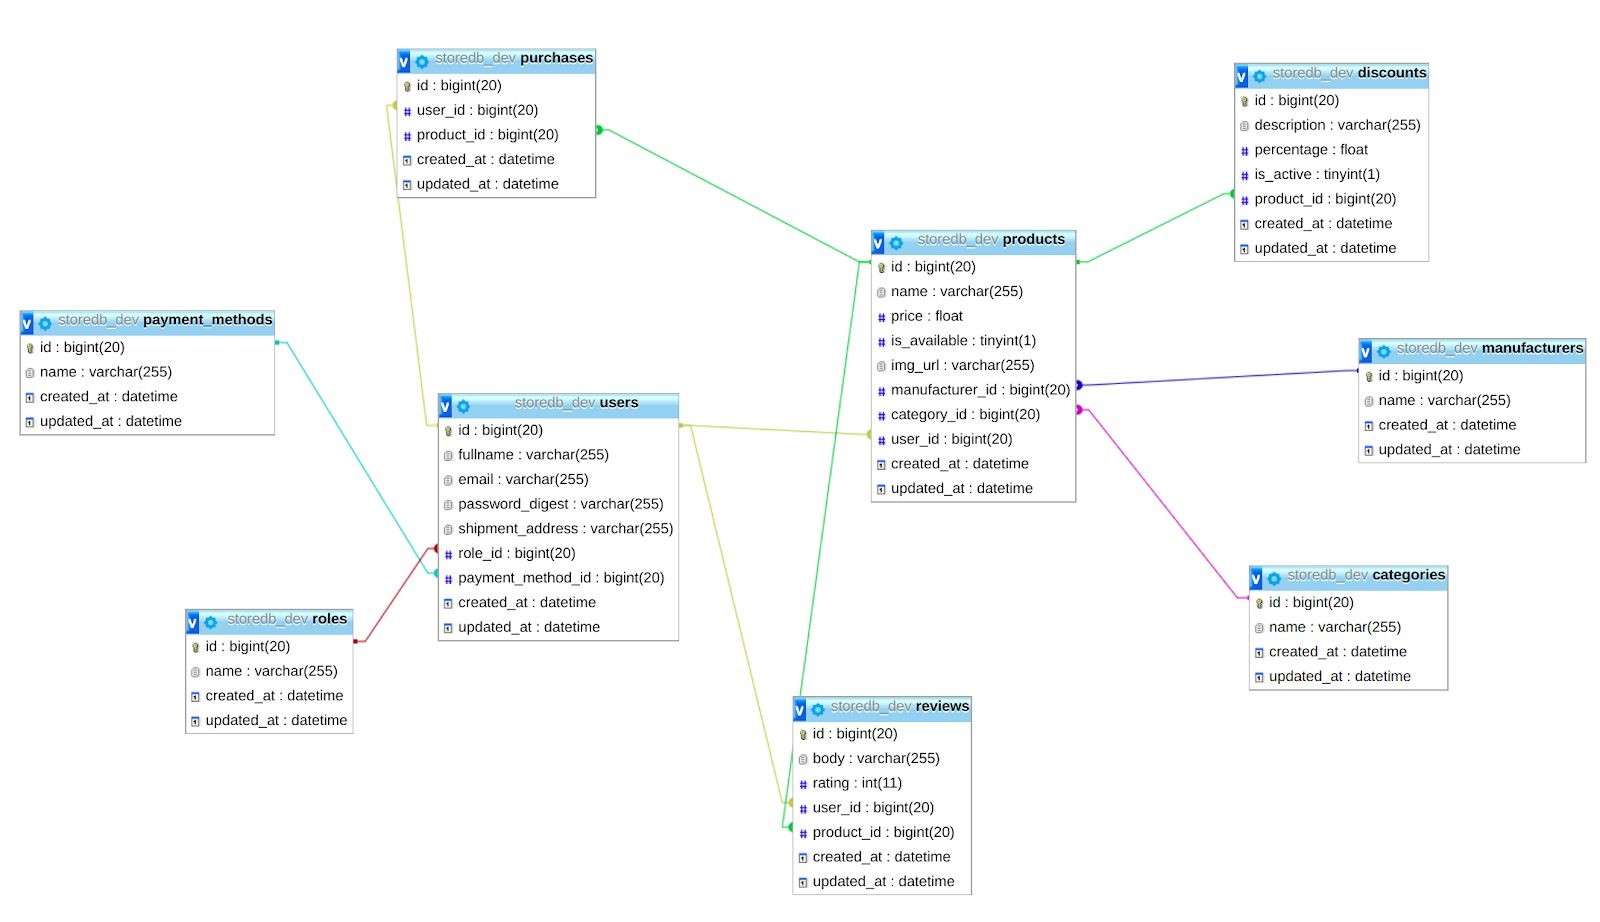 storedb_dev purchases
id : bigint(20)
user_id : bigint(20)
product_id : bigint(20)
created_at : datetime
updated_at : datetime
storedb_dev discounts
id : bigint(20)
description : varchar(255)
percentage : float
is_active : tinyint(1)
product_id : bigint(20)
created_at : datetime
updated_at : datetime
storedb_dev products
id : bigint(20)
name : varchar(255)
price : float
is_available : tinyint(1)
img_url : varchar(255)
manufacturer_id : bigint(20)
category_id : bigint(20)
user_id : bigint(20)
created_at : datetime
updated_at : datetime
storedb_dev payment_methods
id : bigint(20)
name : varchar(255)
created_at : datetime
updated_at : datetime
storedb_dev manufacturers
id : bigint(20)
name : varchar(255)
created_at : datetime
updated_at : datetime
storedb_dev users
id : bigint(20)
fullname : varchar(255)
email : varchar(255)
password_digest : varchar(255)
shipment_address : varchar(255)
role_id : bigint(20)
payment_method_id : bigint(20)
created_at : datetime
updated_at : datetime
storedb_dev categories
id : bigint(20)
name : varchar(255)
created_at : datetime
updated_at : datetime
storedb_dev roles
id : bigint(20)
name : varchar(255)
created_at : datetime
updated_at : datetime
storedb_dev reviews
id : bigint(20)
body : varchar(255)
rating : int(11)
user_id : bigint(20)
product_id : bigint(20)
created_at : datetime
updated_at : datetime